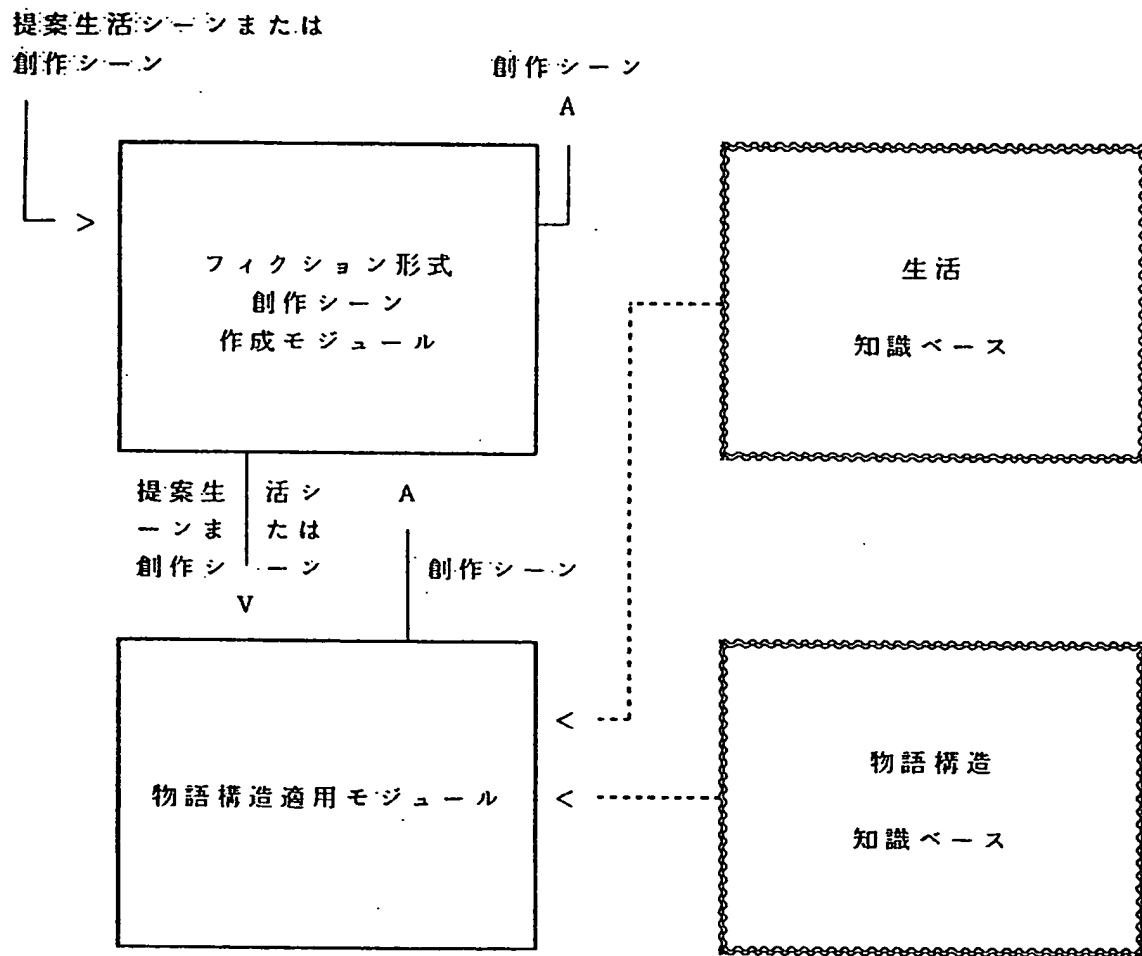 提案生活シーンまたは
創作シーン
創作シーン
A
>
フィクション形式
創作シーン
作成モジュール
生活
知識ベース
提案生活シ
ーンまたは
創作シーン
V
A
創作シーン
<
物語構造適用モジュール
<
物語構造
知識ベース